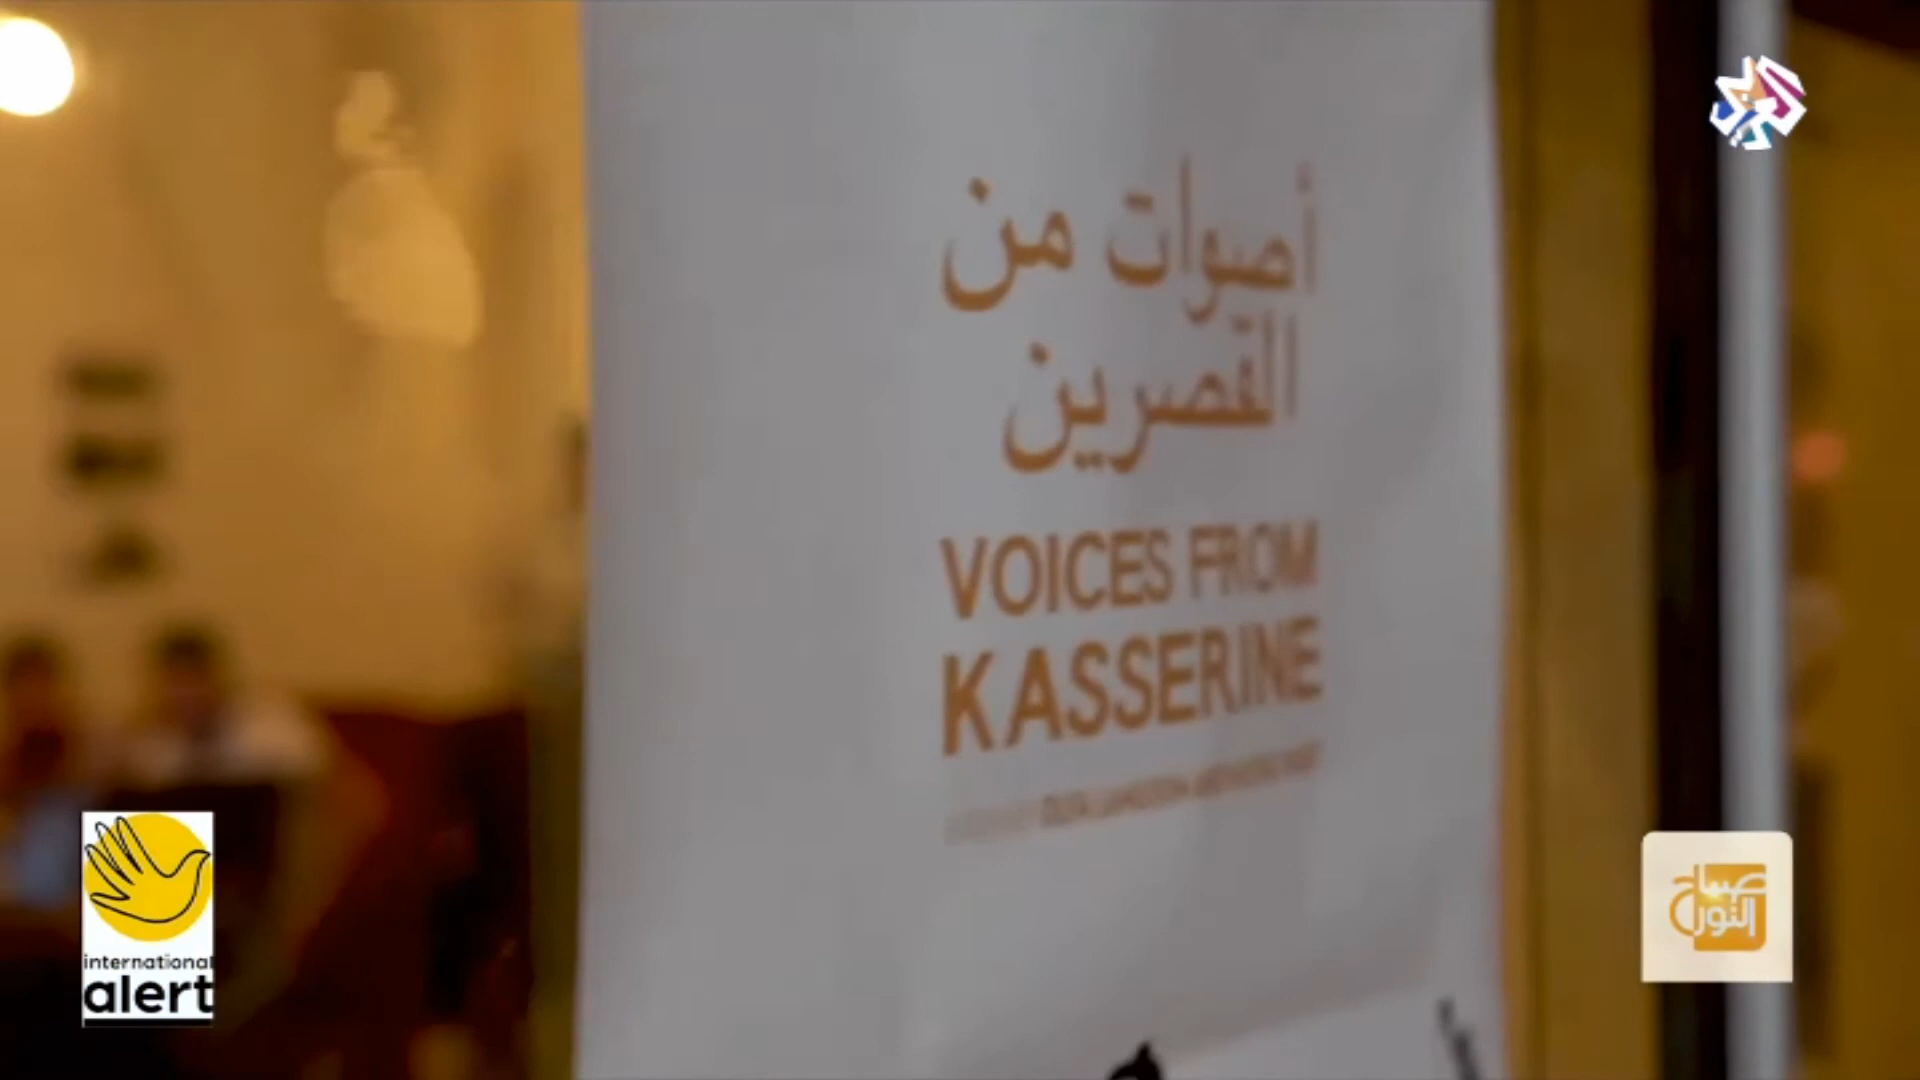 أصوات من
القصرين
VOICES FROM
KASSERINE
international
alert
صباح
النور